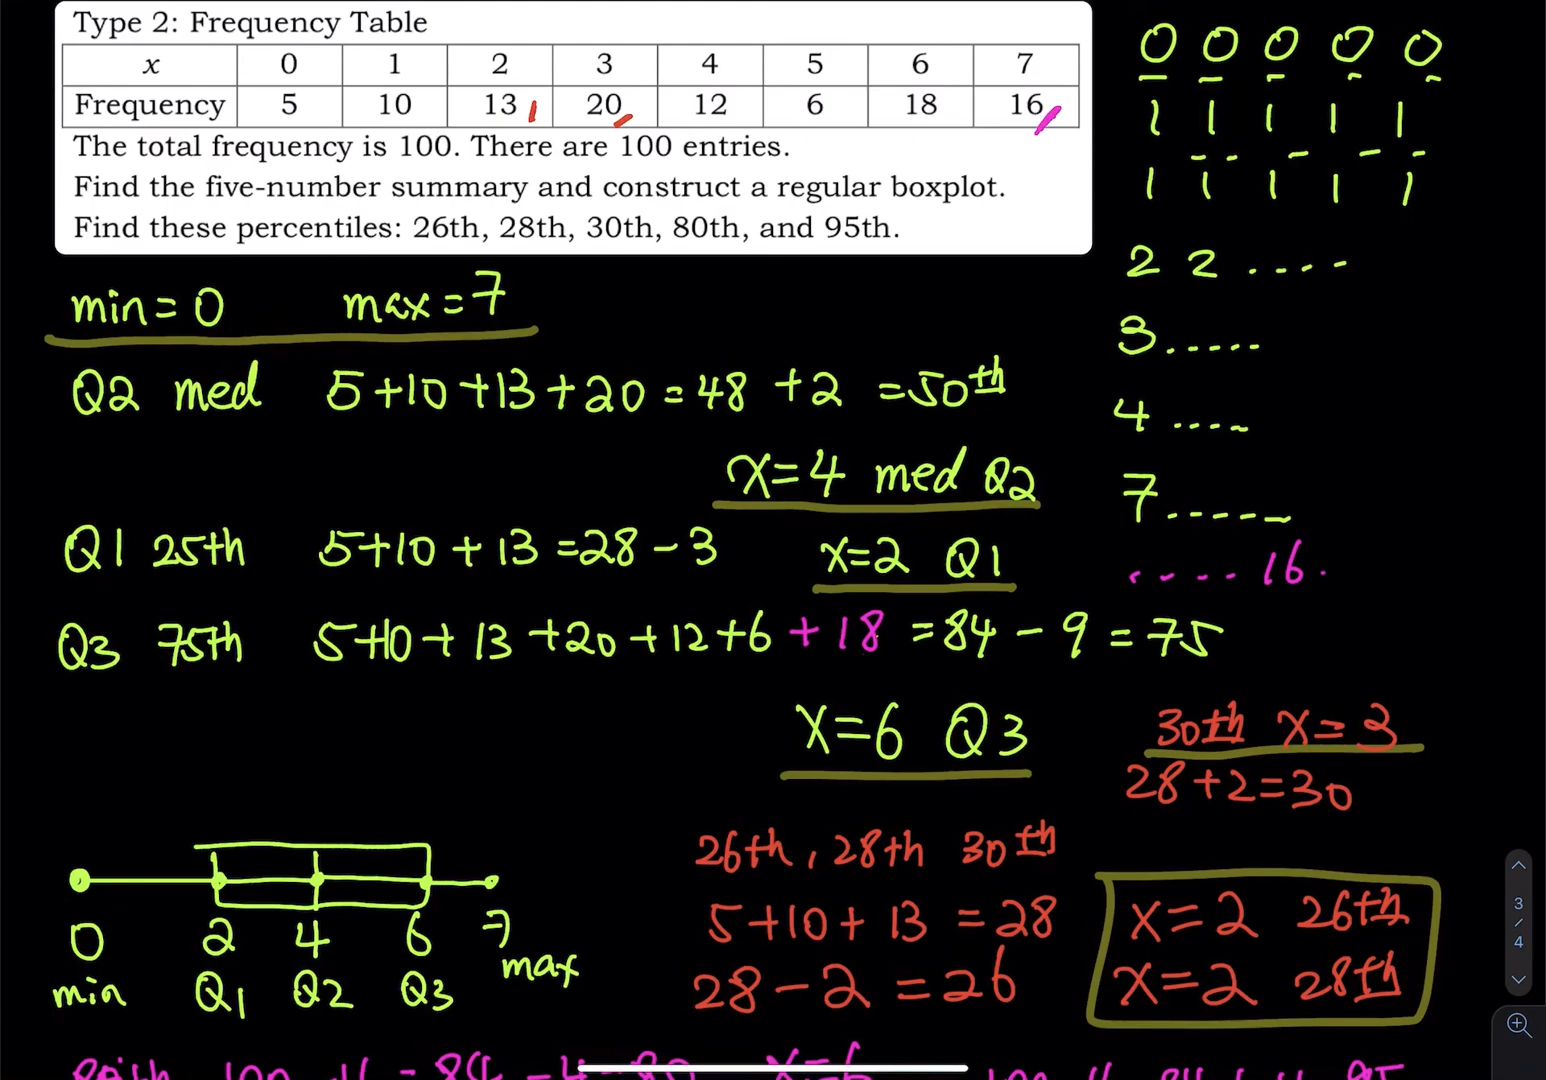 Type 2: Frequency Table
x 0 1 2 3 4 5 6 7
Frequency 5 10 13 20 12 6 18 16
The total frequency is 100. There are 100 entries.
Find the five-number summary and construct a regular boxplot.
Find these percentiles: 26th, 28th, 30th, 80th, and 95th.
0 0 0 0 0
1 1 1 1 1
1 1 1 1 1
2 2 ....
3.....
4 ....
7.....
.... 16.
min = 0 max = 7
Q2 med 5+10+13+20 = 48 +2 = 50th
x=4 med Q2
Q1 25th 5+10+13=28-3 x=2 Q1
Q3 75th 5+10+13+20+12+6+18 = 84-9 = 75
x=6 Q3
30th x=3
28+2=30
26th, 28th 30th
5+10+13 = 28
28-2 = 26
x=2 26th
x=2 28th
0 2 4 6 7
min Q1 Q2 Q3 max
3
/
4